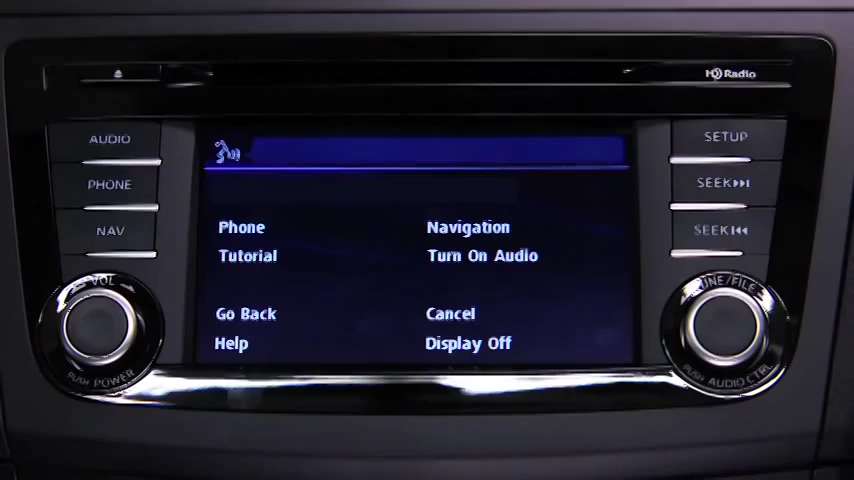 HD Radio
AUDIO
PHONE
NAV
SETUP
SEEK
SEEK
Phone
Navigation
Tutorial
Turn On Audio
Go Back
Cancel
Help
Display Off
VOL
PUSH POWER
TUNE/FILE
PUSH AUDIO CTRL